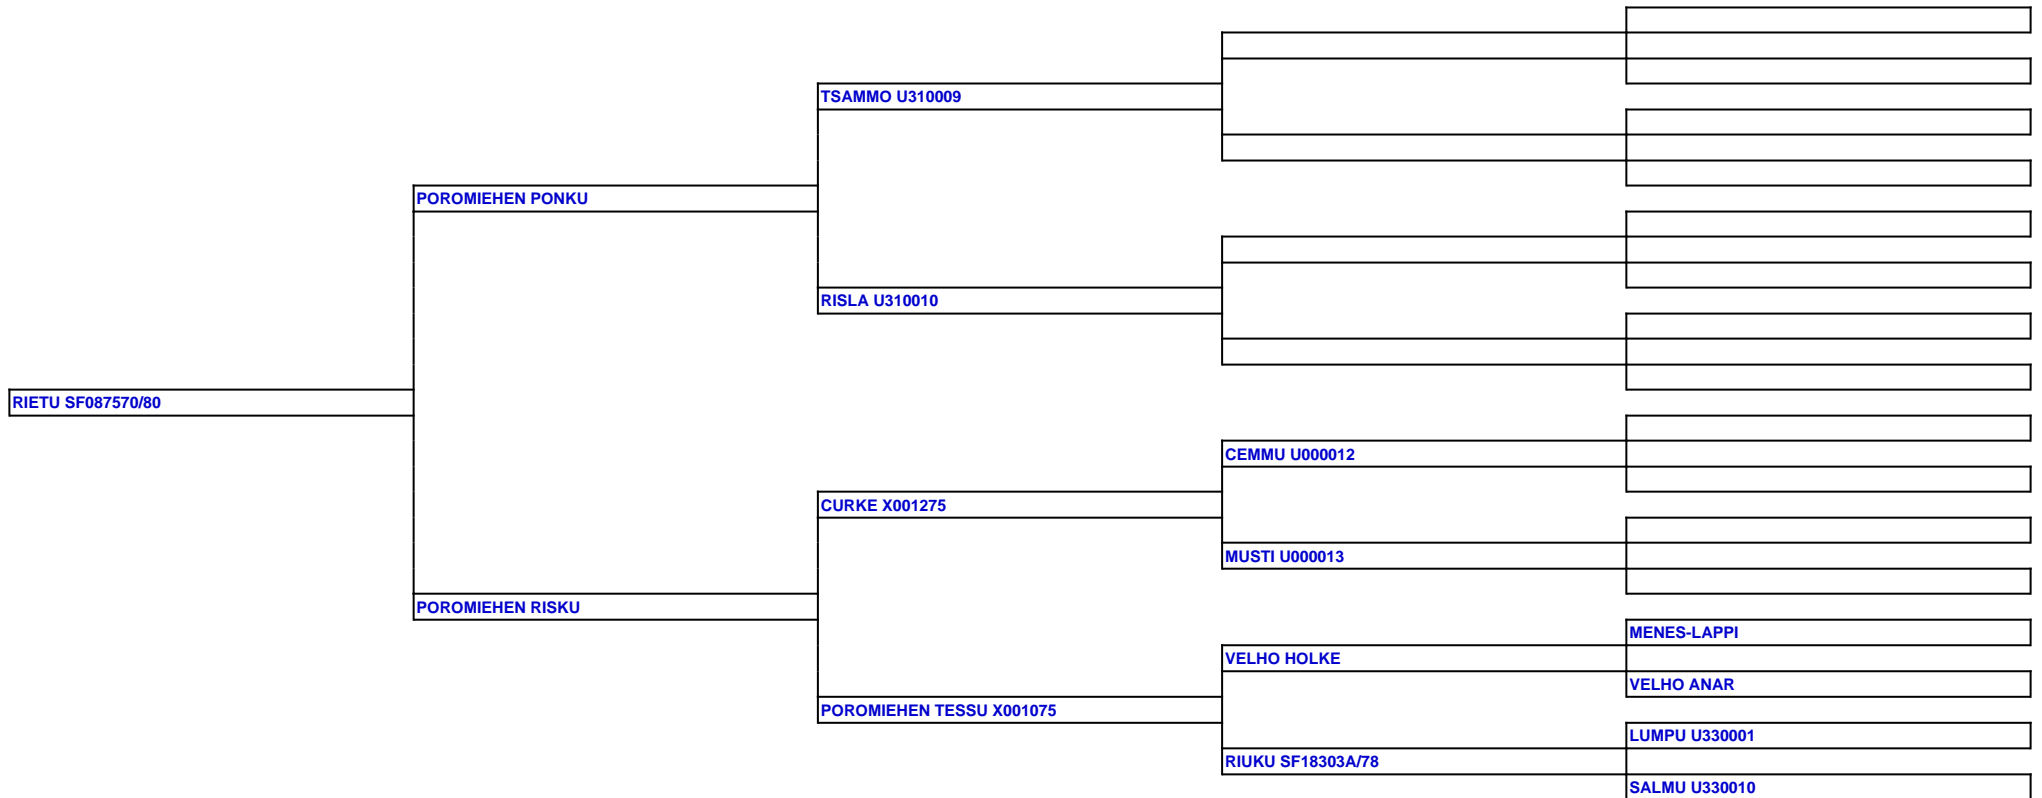 TSAMMO U310009
POROMIEHEN PONKU
RISLA U310010
RIETU SF087570/80
CEMMU U000012
CURKE X001275
MUSTI U000013
POROMIEHEN RISKU
MENES-LAPPI
VELHO HOLKE
VELHO ANAR
POROMIEHEN TESSU X001075
LUMPU U330001
RIUKU SF18303A/78
SALMU U330010